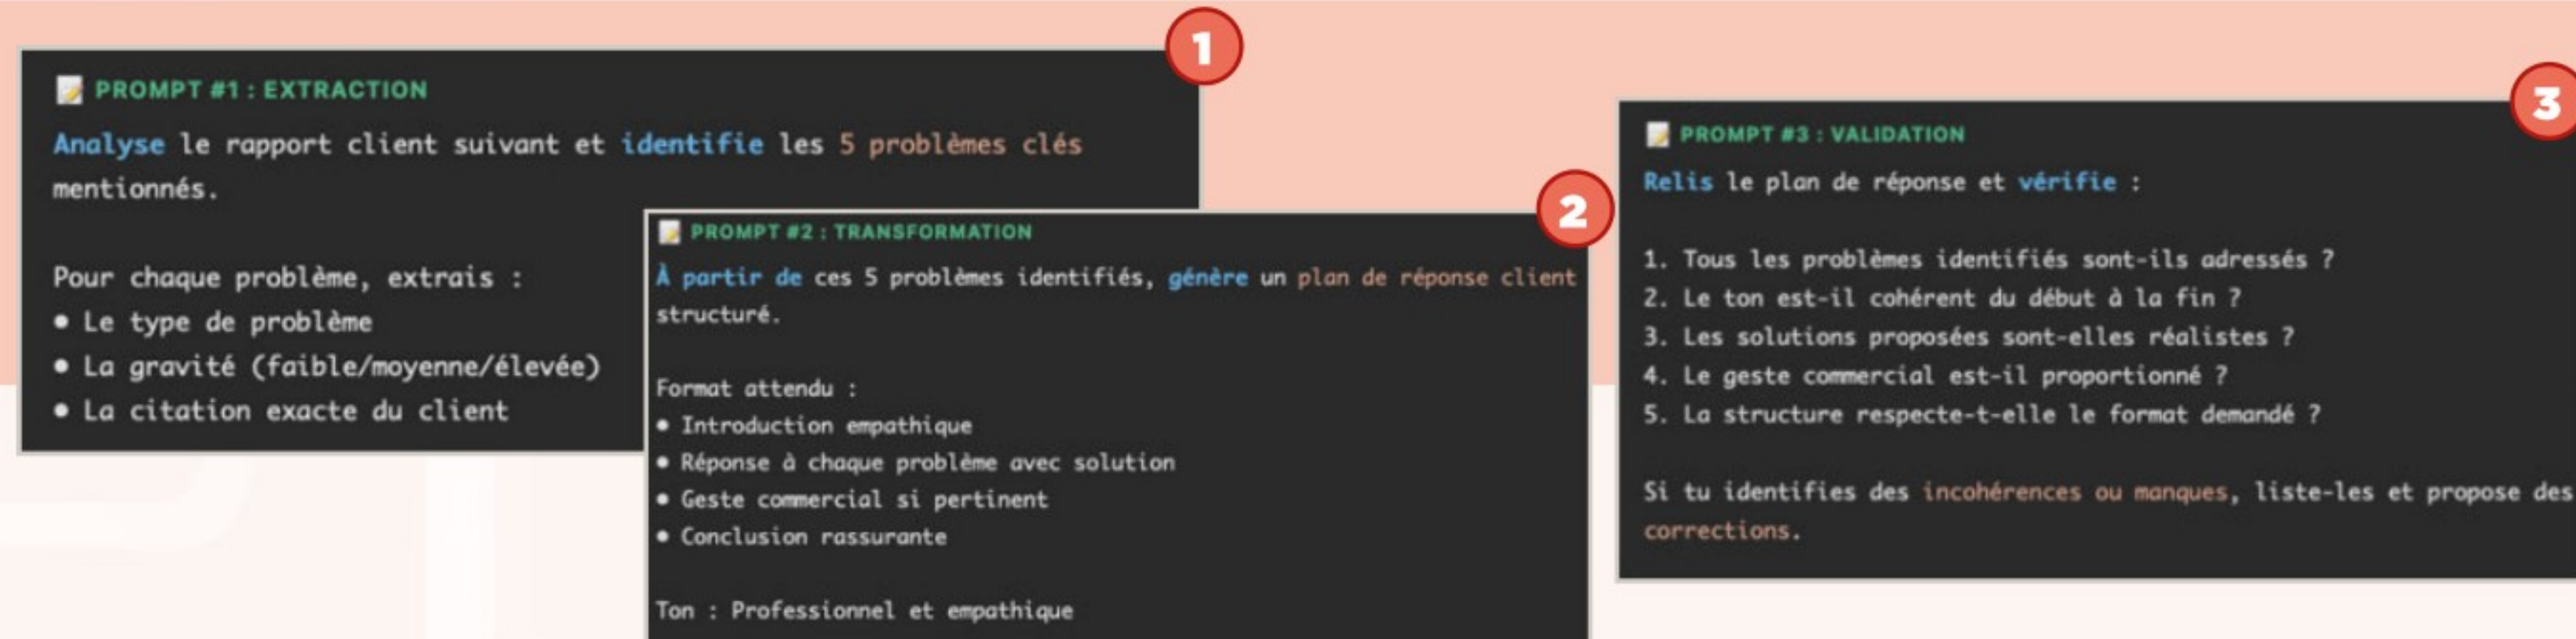 1
PROMPT #1 : EXTRACTION
Analyse le rapport client suivant et identifie les 5 problèmes clés
mentionnés.
Pour chaque problème, extrais :
• Le type de problème
• La gravité (faible/moyenne/élevée)
• La citation exacte du client
2
PROMPT #2 : TRANSFORMATION
À partir de ces 5 problèmes identifiés, génère un plan de réponse client
structuré.
Format attendu :
• Introduction empathique
• Réponse à chaque problème avec solution
• Geste commercial si pertinent
• Conclusion rassurante
Ton : Professionnel et empathique
3
PROMPT #3 : VALIDATION
Relis le plan de réponse et vérifie :
1. Tous les problèmes identifiés sont-ils adressés ?
2. Le ton est-il cohérent du début à la fin ?
3. Les solutions proposées sont-elles réalistes ?
4. Le geste commercial est-il proportionné ?
5. La structure respecte-t-elle le format demandé ?
Si tu identifies des incohérences ou manques, liste-les et propose des
corrections.